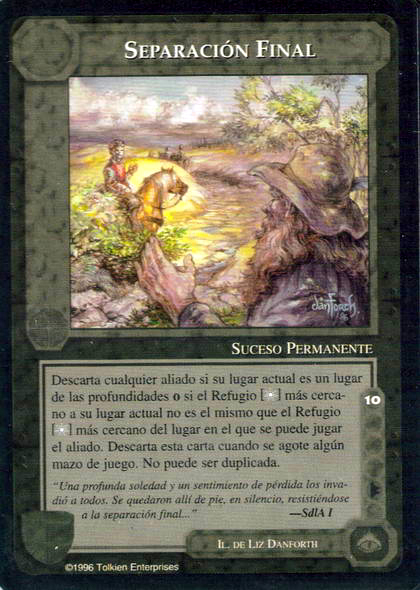 SEPARACIÓN FINAL
DANFORTH
'96
SUCESO PERMANENTE
Descarta cualquier aliado si su lugar actual es un lugar
de las profundidades o si el Refugio [ ] más cerca-
no a su lugar actual no es el mismo que el Refugio
[ ] más cercano del lugar en el que se puede jugar
el aliado. Descarta esta carta cuando se agote algún
mazo de juego. No puede ser duplicada.
10
“Una profunda soledad y un sentimiento de pérdida los inva-
dió a todos. Se quedaron allí de pie, en silencio, resistiéndose
a la separación final...” —SdlA I
IL. DE LIZ DANFORTH
©1996 Tolkien Enterprises